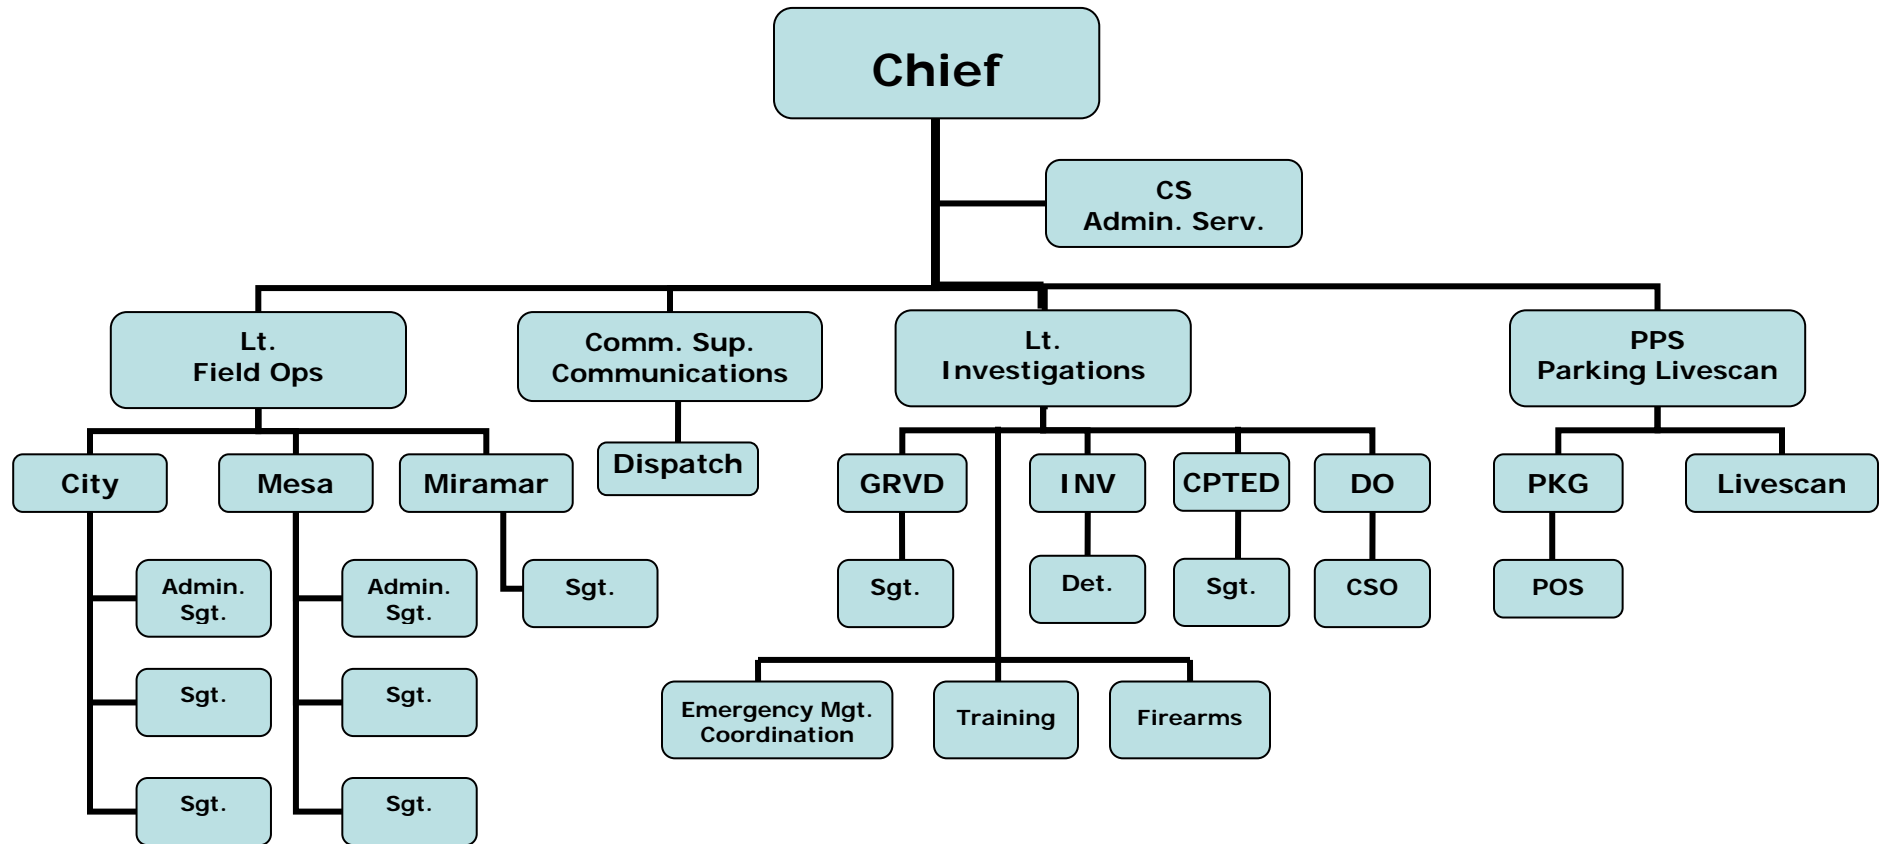 Chief
CS
Admin. Serv.
Lt.
Field Ops
Comm. Sup.
Communications
Lt.
Investigations
PPS
Parking Livescan
City
Mesa
Miramar
Dispatch
GRVD
INV
CPTED
DO
PKG
Livescan
Admin.
Sgt.
Admin.
Sgt.
Sgt.
Sgt.
Det.
Sgt.
CSO
POS
Sgt.
Sgt.
Emergency Mgt.
Coordination
Training
Firearms
Sgt.
Sgt.